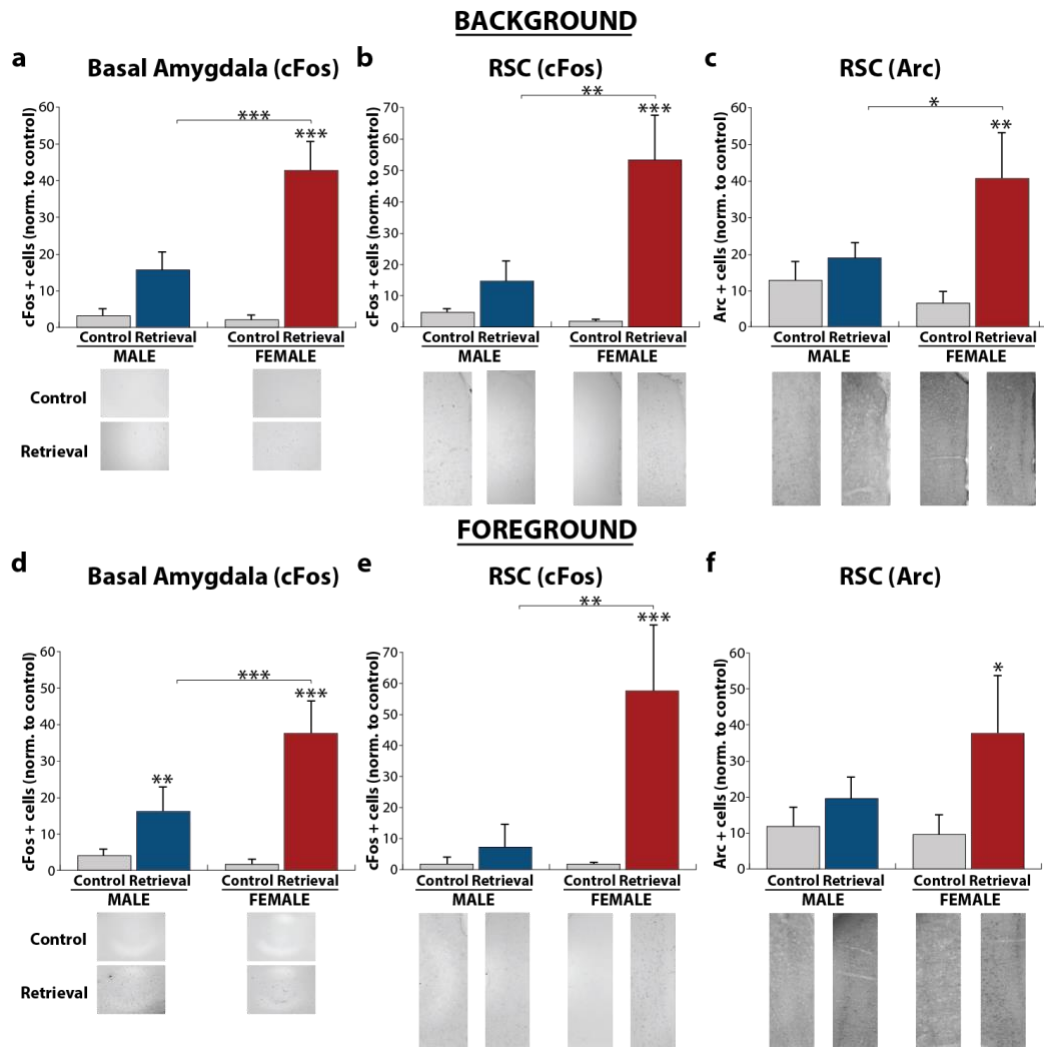 BACKGROUND
a
Basal Amygdala (cFos)
cFos + cells (norm. to control)
60
50
40
30
20
10
0
***
***
Control Retrieval Control Retrieval
MALE FEMALE
Control
Retrieval
b
RSC (cFos)
cFos + cells (norm. to control)
70
60
50
40
30
20
10
0
**
***
Control Retrieval Control Retrieval
MALE FEMALE
c
RSC (Arc)
Arc + cells (norm. to control)
60
50
40
30
20
10
0
*
**
Control Retrieval Control Retrieval
MALE FEMALE
FOREGROUND
d
Basal Amygdala (cFos)
cFos + cells (norm. to control)
60
50
40
30
20
10
0
***
***
**
Control Retrieval Control Retrieval
MALE FEMALE
Control
Retrieval
e
RSC (cFos)
cFos + cells (norm. to control)
70
60
50
40
30
20
10
0
**
***
Control Retrieval Control Retrieval
MALE FEMALE
f
RSC (Arc)
Arc + cells (norm. to control)
60
50
40
30
20
10
0
*
Control Retrieval Control Retrieval
MALE FEMALE